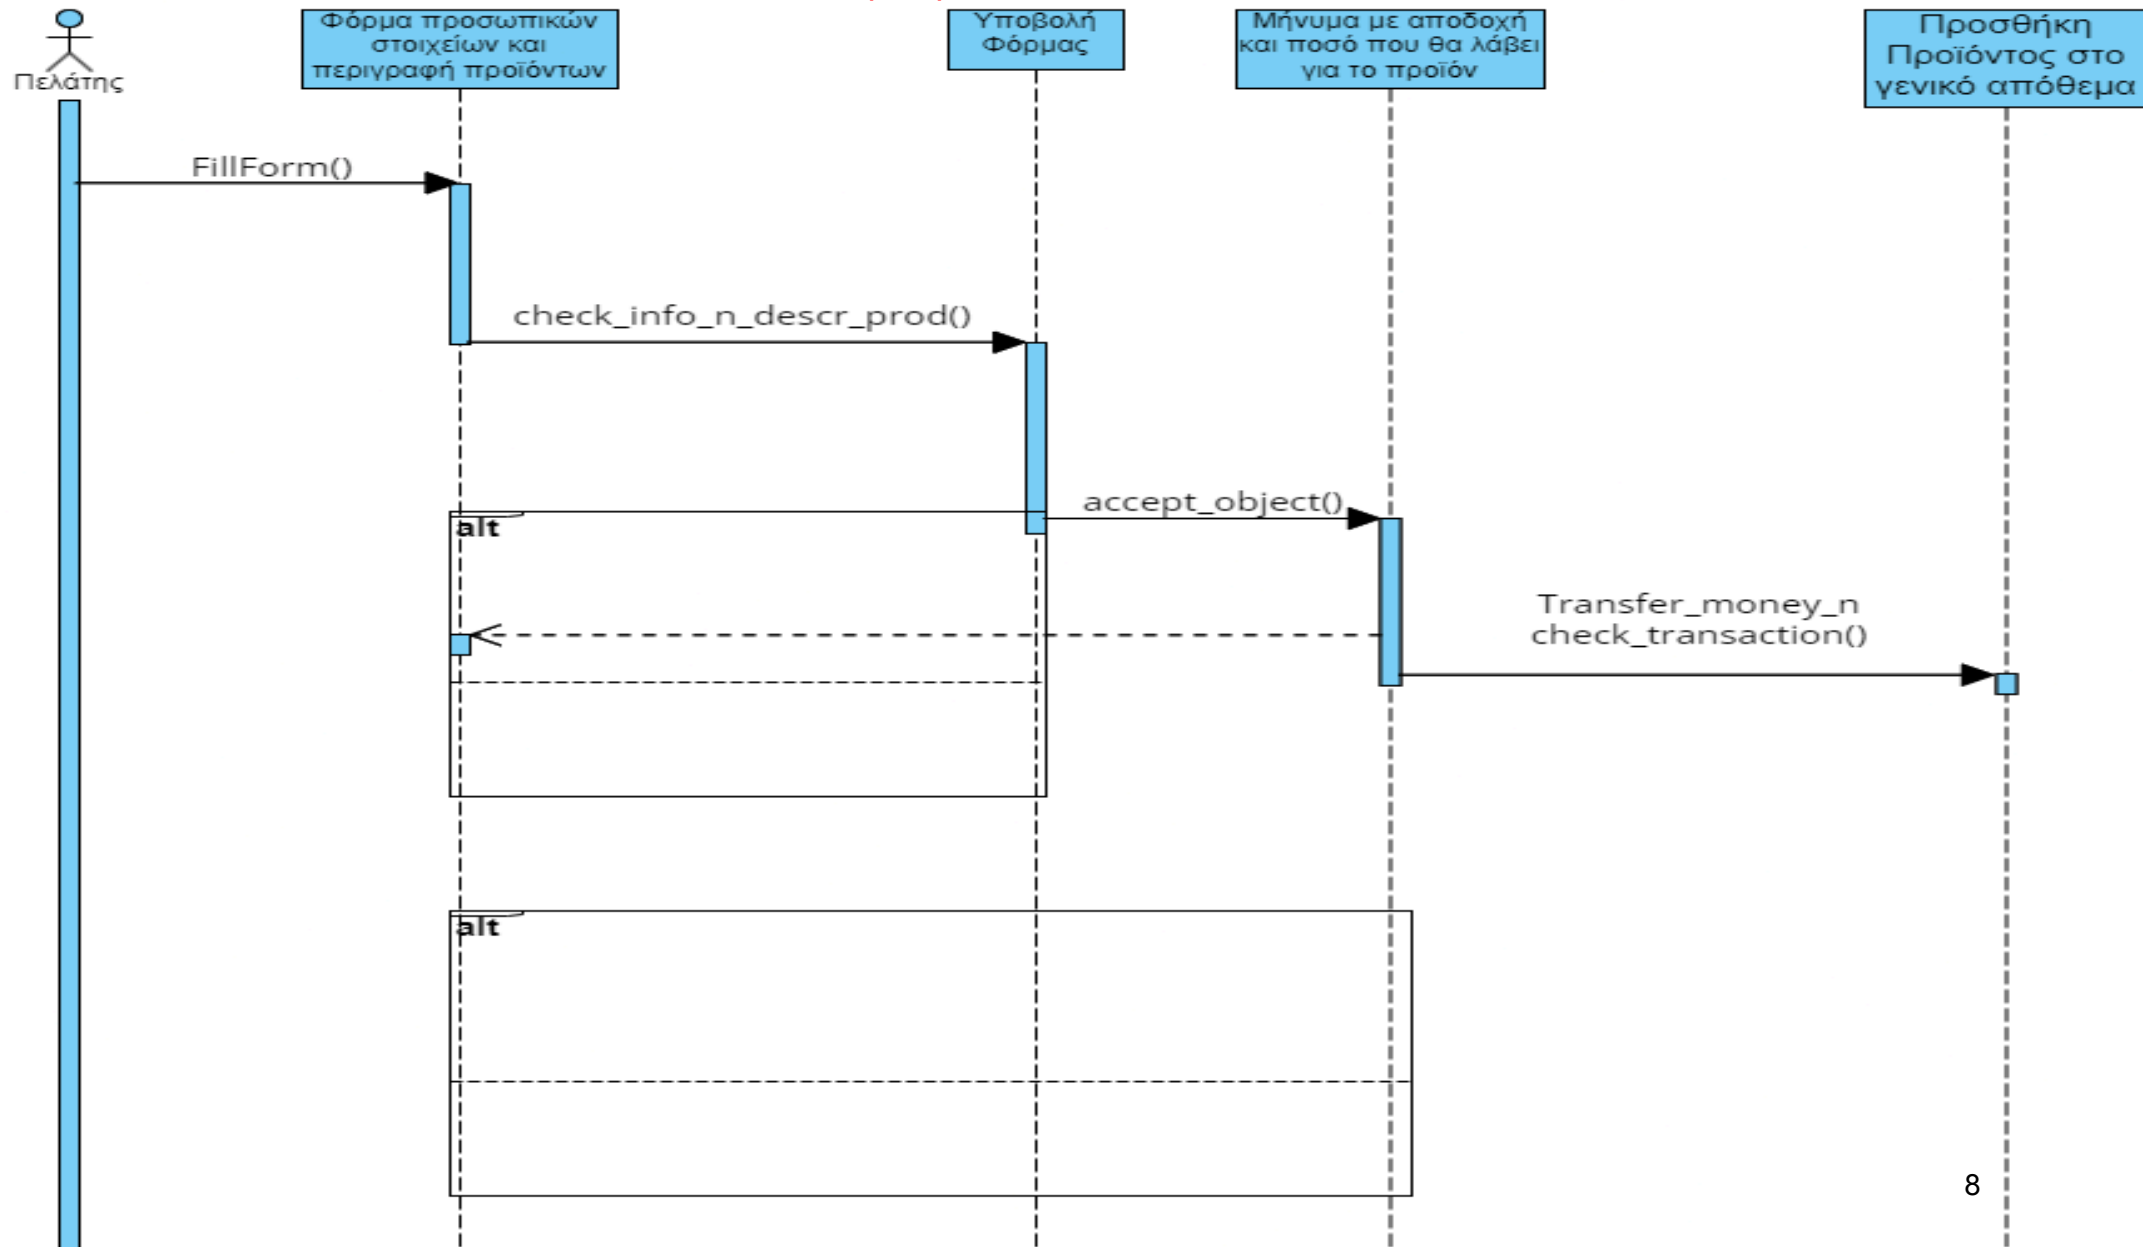 Πελάτης
Φόρμα προσωπικών
στοιχείων και
περιγραφή προϊόντων
Υποβολή
Φόρμας
Μήνυμα με αποδοχή
και ποσό που θα λάβει
για το προϊόν
Προσθήκη
Προϊόντος στο
γενικό απόθεμα
FillForm()
check_info_n_descr_prod()
accept_object()
alt
Transfer_money_n
check_transaction()
alt
8